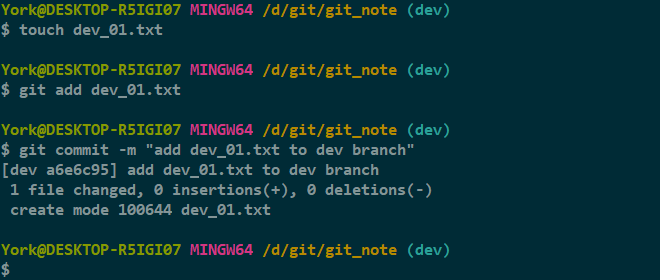 York@DESKTOP-R5IGI07 MINGW64 /d/git/git_note (dev)
$ touch dev_01.txt
York@DESKTOP-R5IGI07 MINGW64 /d/git/git_note (dev)
$ git add dev_01.txt
York@DESKTOP-R5IGI07 MINGW64 /d/git/git_note (dev)
$ git commit -m "add dev_01.txt to dev branch"
[dev a6e6c95] add dev_01.txt to dev branch
 1 file changed, 0 insertions(+), 0 deletions(-)
 create mode 100644 dev_01.txt
York@DESKTOP-R5IGI07 MINGW64 /d/git/git_note (dev)
$